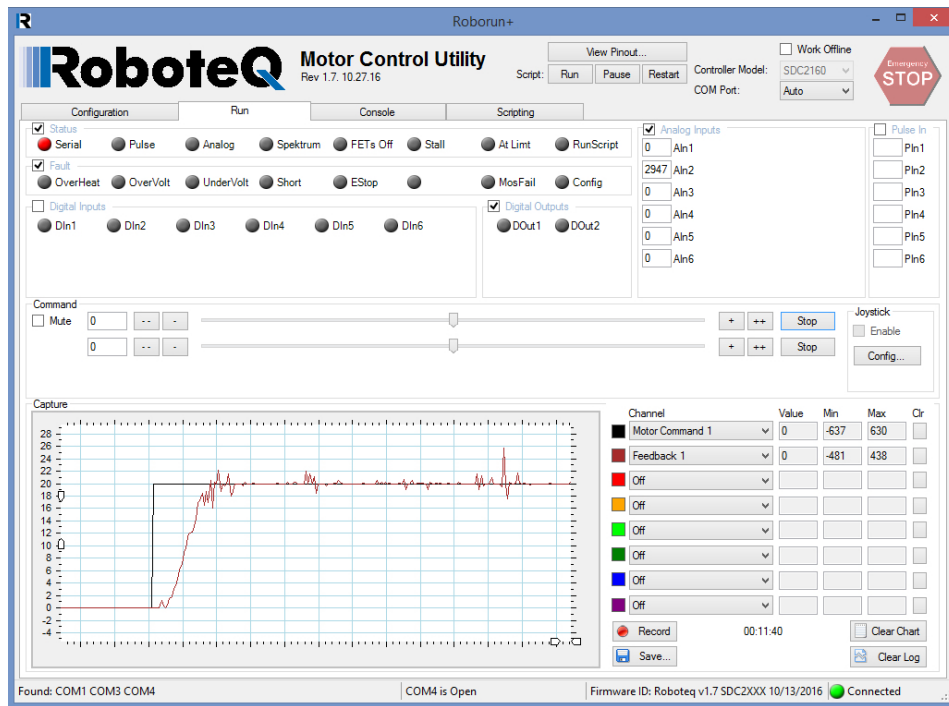 Roborun+
RoboteQ
Motor Control Utility
Rev 1.7. 10.27.16
View Pinout...
Script: Run Pause Restart
Work Offline
Controller Model: SDC2160
COM Port: Auto
Emergency
STOP
Configuration Run Console Scripting
Status
Serial Pulse Analog Spektrum FETs Off Stall At Limt RunScript
Fault
OverHeat OverVolt UnderVolt Short EStop MosFail Config
Digital Inputs
DIn1 DIn2 DIn3 DIn4 DIn5 DIn6
Digital Outputs
DOut1 DOut2
Analog Inputs
0 AIn1
2947 AIn2
0 AIn3
0 AIn4
0 AIn5
0 AIn6
Pulse In
PIn1
PIn2
PIn3
PIn4
PIn5
PIn6
Command
Mute 0 -- - + ++ Stop
0 -- - + ++ Stop
Joystick
Enable
Config...
Capture
28
26
24
22
20
18
16
14
12
10
8
6
4
2
0
-2
-4
Channel Value Min Max Clr
Motor Command 1 0 -637 630
Feedback 1 0 -481 438
Off
Off
Off
Off
Off
Off
Record 00:11:40 Clear Chart
Save... Clear Log
Found: COM1 COM3 COM4 COM4 is Open Firmware ID: Roboteq v1.7 SDC2XXX 10/13/2016 Connected